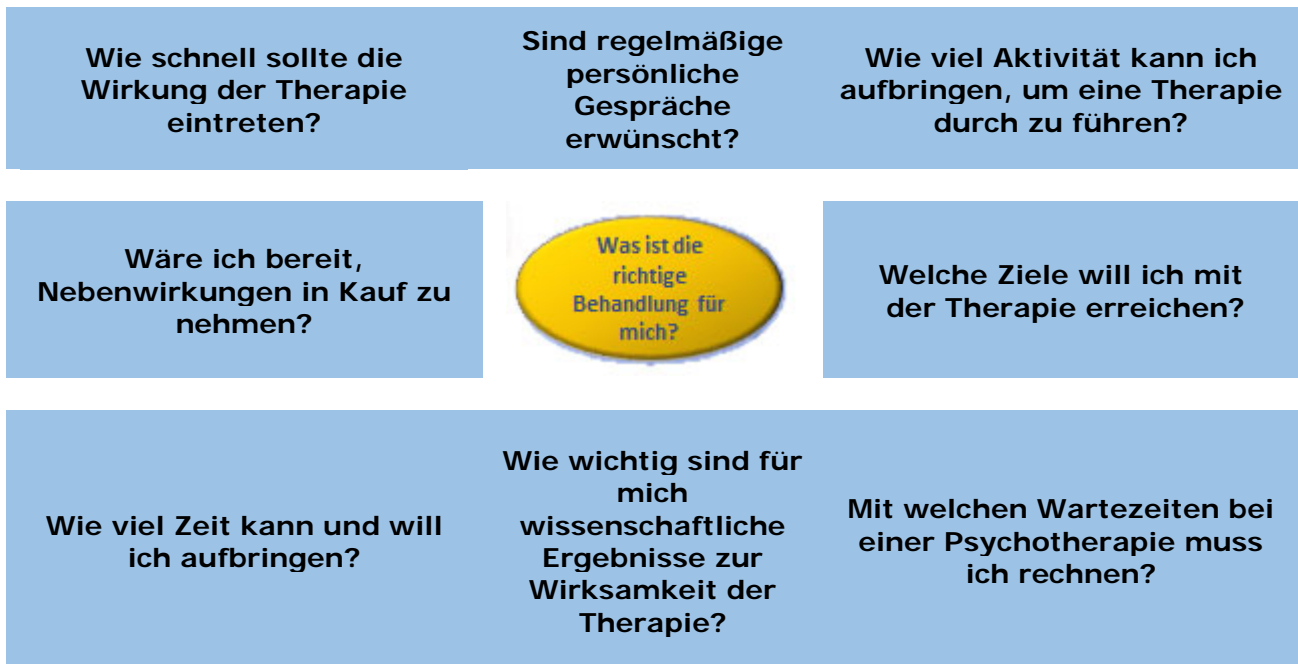 Wie schnell sollte die
Wirkung der Therapie
eintreten?
Sind regelmäßige
persönliche
Gespräche
erwünscht?
Wie viel Aktivität kann ich
aufbringen, um eine Therapie
durch zu führen?
Wäre ich bereit,
Nebenwirkungen in Kauf zu
nehmen?
Was ist die
richtige
Behandlung für
mich?
Welche Ziele will ich mit
der Therapie erreichen?
Wie viel Zeit kann und will
ich aufbringen?
Wie wichtig sind für
mich
wissenschaftliche
Ergebnisse zur
Wirksamkeit der
Therapie?
Mit welchen Wartezeiten bei
einer Psychotherapie muss
ich rechnen?